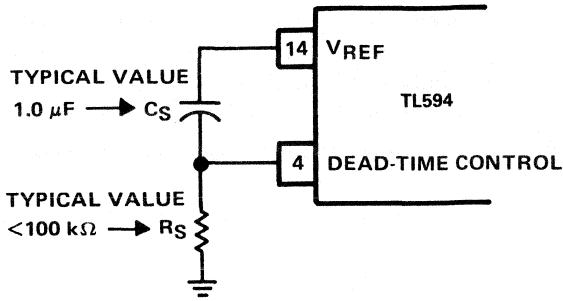 14 VREF
TYPICAL VALUE
1.0 μF CS
TL594
4 DEAD-TIME CONTROL
TYPICAL VALUE
<100 kΩ RS